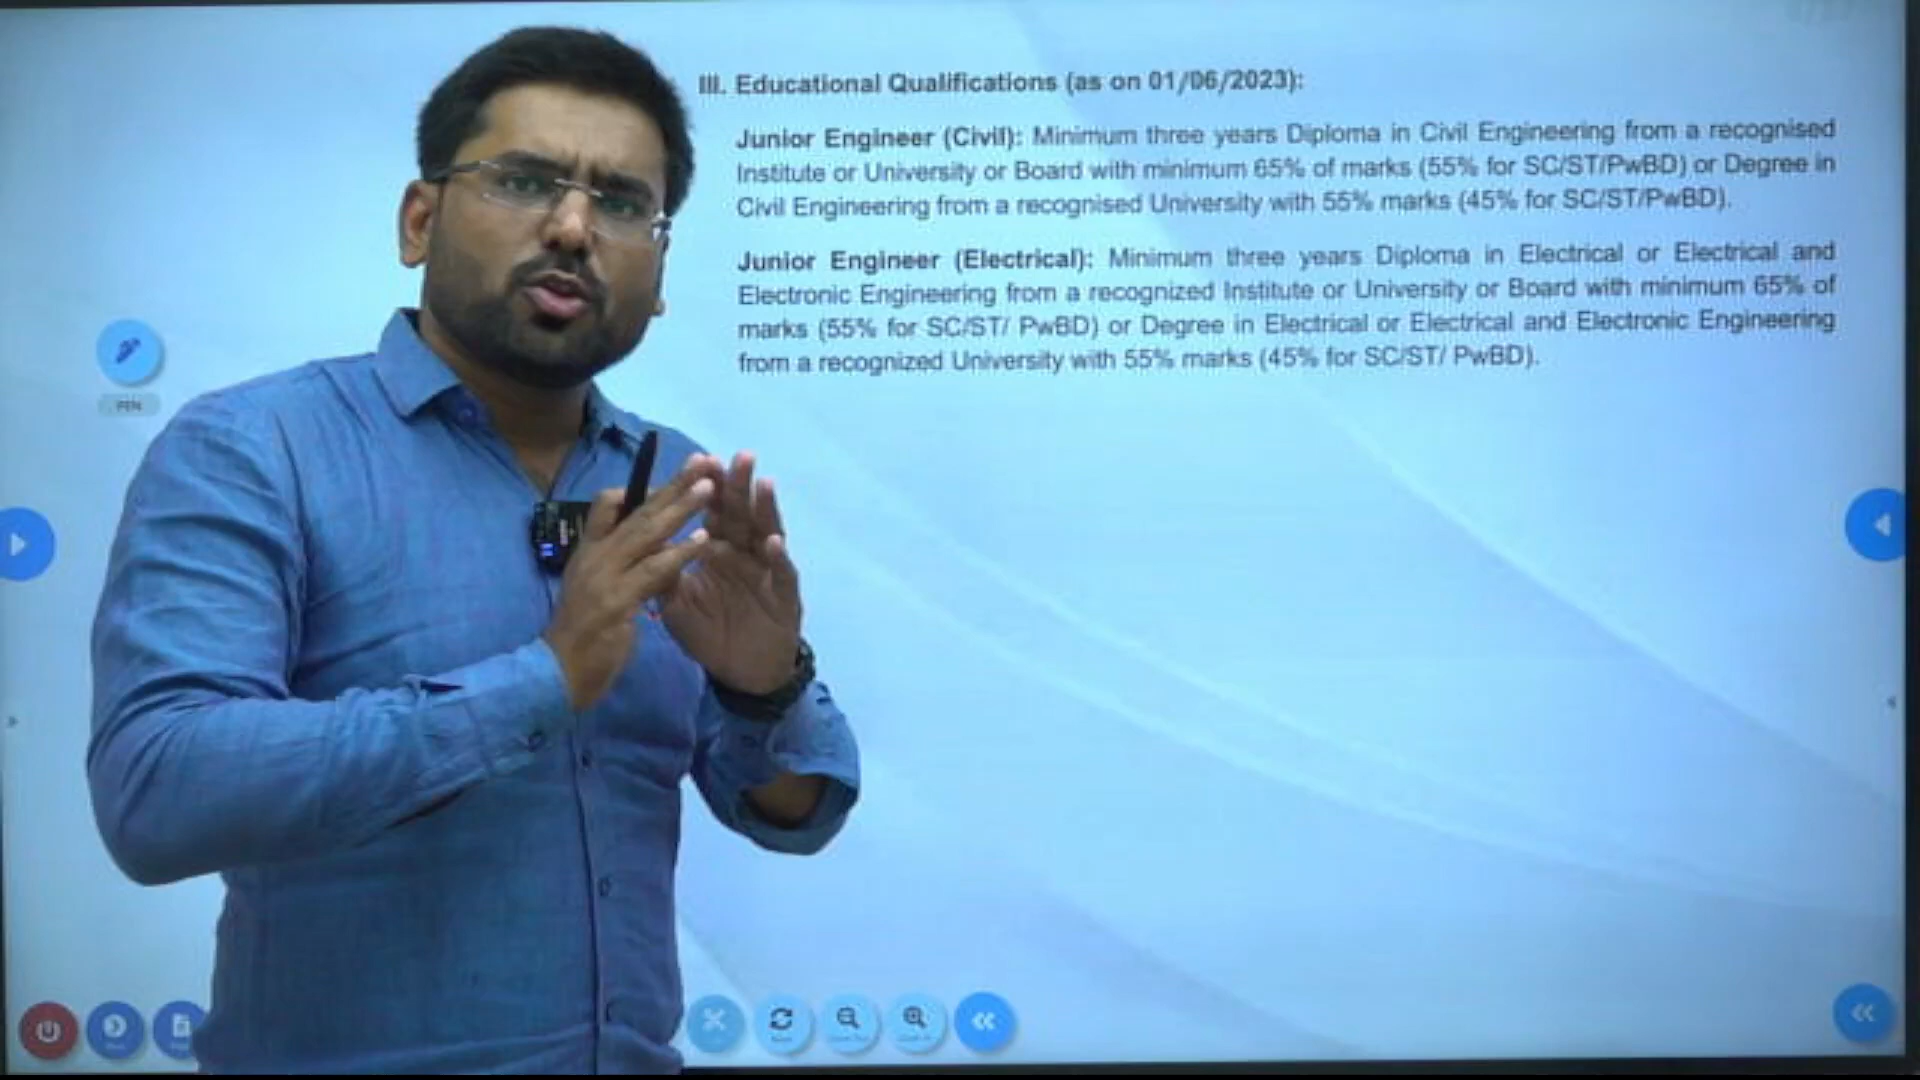 III. Educational Qualifications (as on 01/06/2023):
Junior Engineer (Civil): Minimum three years Diploma in Civil Engineering from a recognised
Institute or University or Board with minimum 65% of marks (55% for SC/ST/PwBD) or Degree in
Civil Engineering from a recognised University with 55% marks (45% for SC/ST/PwBD).
Junior Engineer (Electrical): Minimum three years Diploma in Electrical or Electrical and
Electronic Engineering from a recognized Institute or University or Board with minimum 65% of
marks (55% for SC/ST/ PwBD) or Degree in Electrical or Electrical and Electronic Engineering
from a recognized University with 55% marks (45% for SC/ST/ PwBD).
PEN